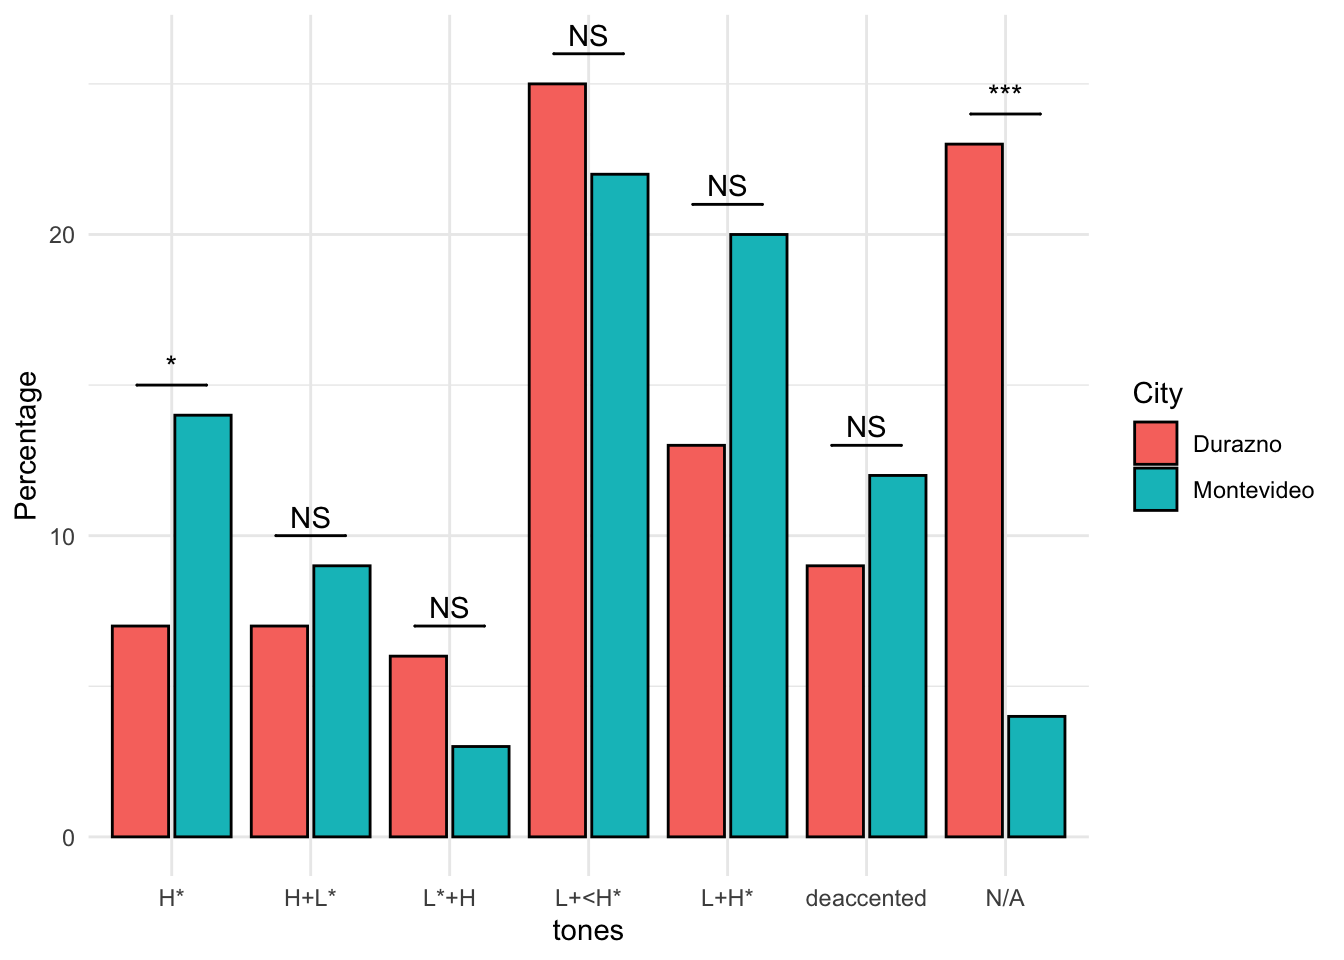 NS
***
NS
*
NS
NS
NS
20
10
0
Percentage
H*
H+L*
L*+H
L+<H*
L+H*
deaccented
N/A
tones
City
Durazno
Montevideo